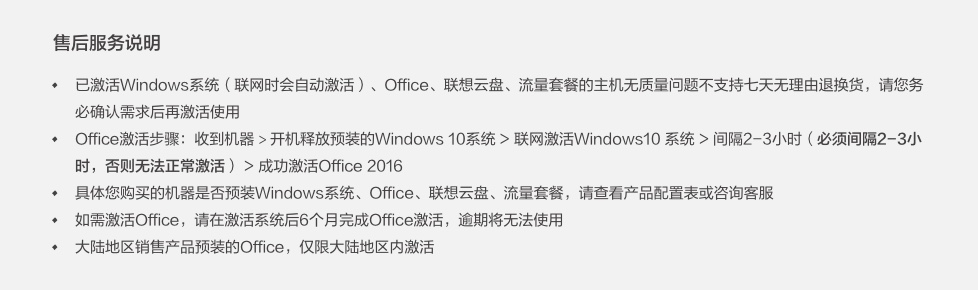 售后服务说明
已激活Windows系统（联网时会自动激活）、Office、联想云盘、流量套餐的主机无质量问题不支持七天无理由退换货，请您务
必确认需求后再激活使用
Office激活步骤：收到机器 > 开机释放预装的Windows 10系统 > 联网激活Windows10 系统 > 间隔2-3小时（必须间隔2-3小
时，否则无法正常激活）> 成功激活Office 2016
具体您购买的机器是否预装Windows系统、Office、联想云盘、流量套餐，请查看产品配置表或咨询客服
如需激活Office，请在激活系统后6个月完成Office激活，逾期将无法使用
大陆地区销售产品预装的Office，仅限大陆地区内激活